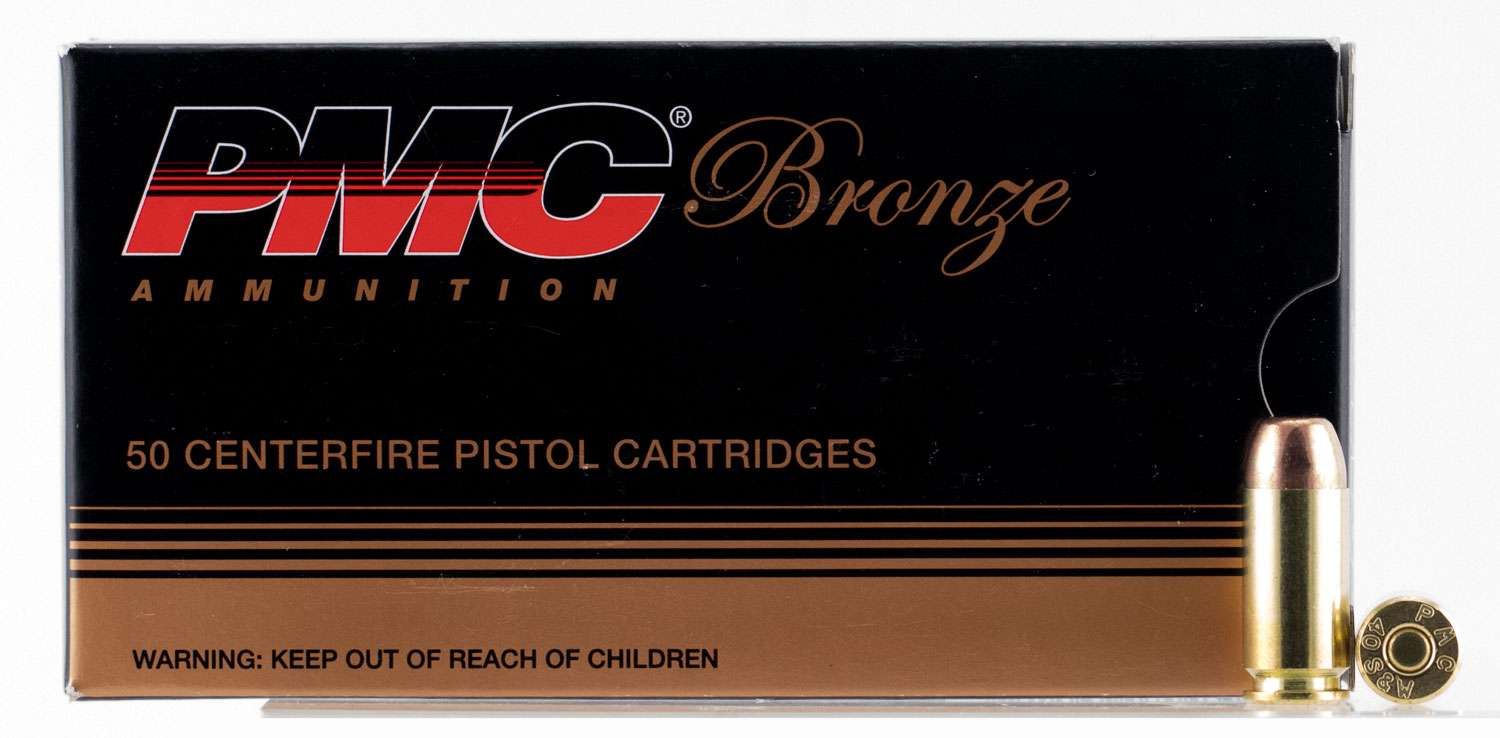 PMC® Bronze
AMMUNITION
50 CENTERFIRE PISTOL CARTRIDGES
WARNING: KEEP OUT OF REACH OF CHILDREN
PMC
40 S&W